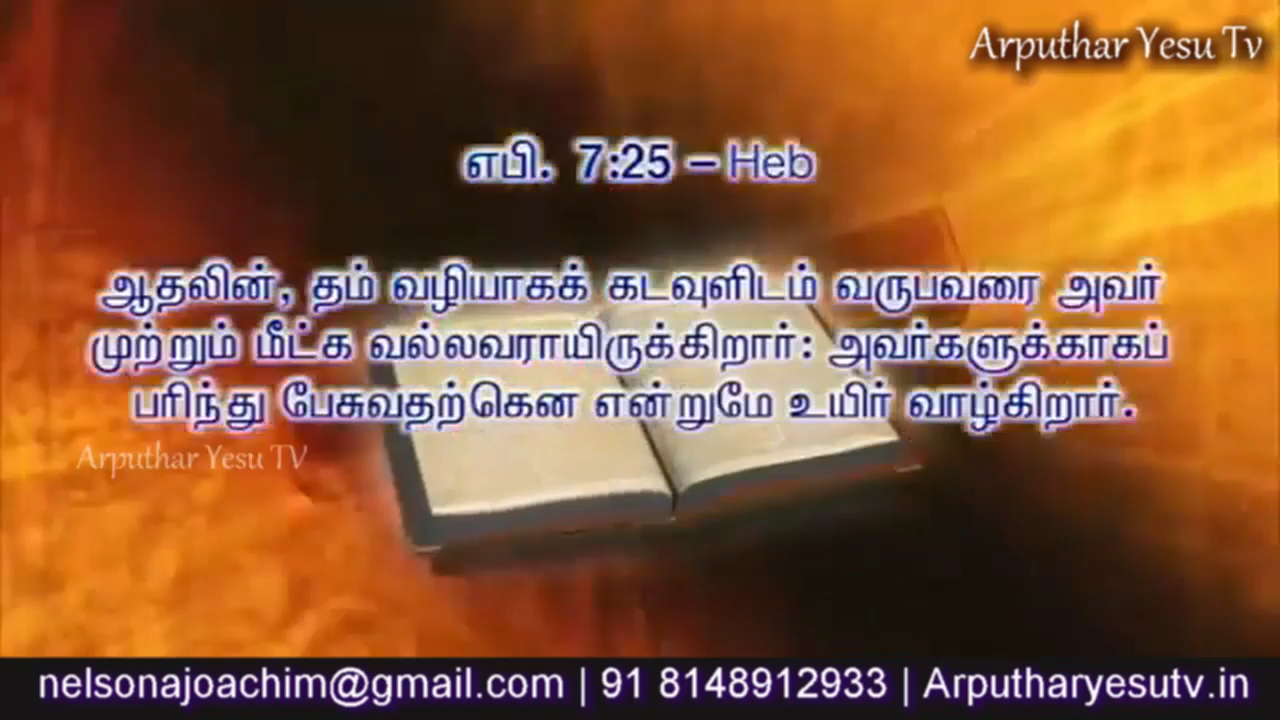 Arputhar Yesu Tv
எபி. 7:25 – Heb
ஆதலின், தம் வழியாகக் கடவுளிடம் வருபவரை அவர்
முற்றும் மீட்க வல்லவராயிருக்கிறார்: அவர்களுக்காகப்
பரிந்து பேசுவதற்கென என்றுமே உயிர் வாழ்கிறார்.
Arputhar Yesu TV
nelsonajoachim@gmail.com | 91 8148912933 | Arputharyesutv.in